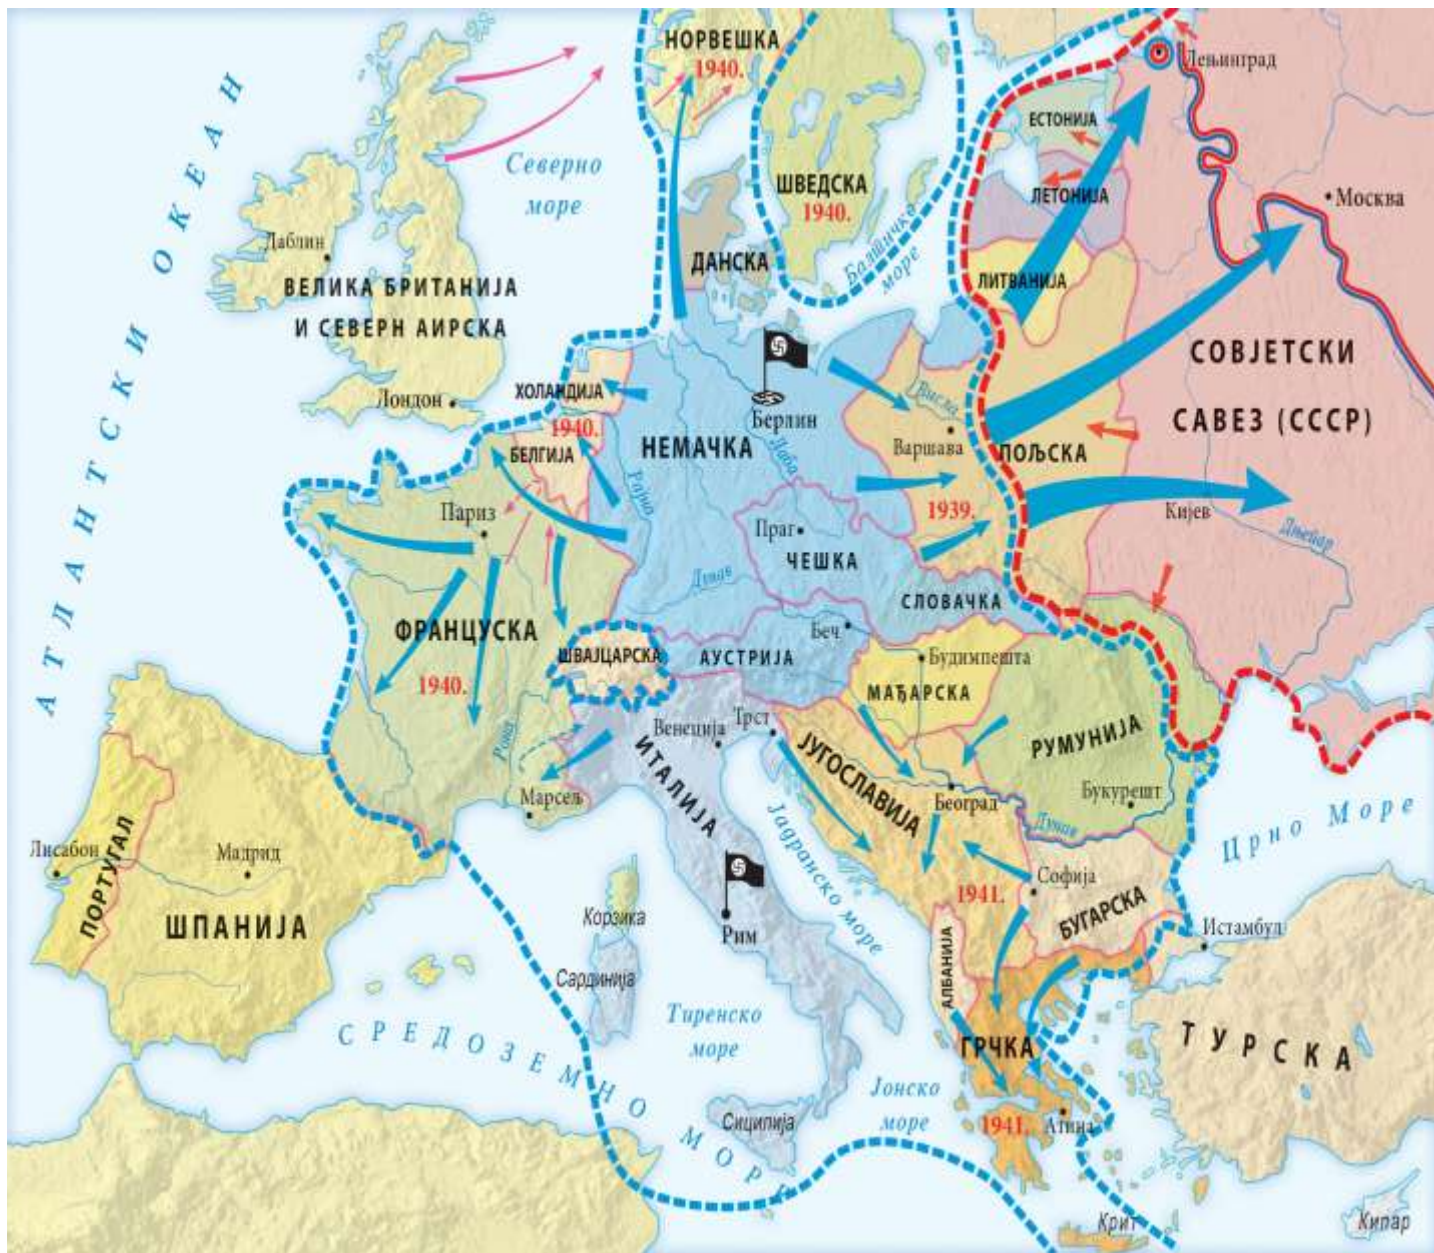 НОРВЕШКА
1940.
Лењинград
ЕСТОНИЈА
Северно
море
ШВЕДСКА
1940.
ЛЕТОНИЈА
Москва
АТЛАНТСКИ ОКЕАН
Даблин
ВЕЛИКА БРИТАНИЈА
И СЕВЕРН АИРСКА
ДАНСКА
Балтичко
море
ЛИТВАНИЈА
СОВЈЕТСКИ
САВЕЗ (СССР)
Лондон
ХОЛАНДИЈА
1940.
Берлин
Висла
Варшава
ПОЉСКА
БЕЛГИЈА
НЕМАЧКА
Лаба
Рајна
1939.
Париз
Праг
ЧЕШКА
Кијев
Дњепар
Дунав
СЛОВАЧКА
ФРАНЦУСКА
1940.
ШВАЈЦАРСКА
Беч
АУСТРИЈА
Будимпешта
МАЂАРСКА
Рона
Венеција
Трст
ИТАЛИЈА
ЈУГОСЛАВИЈА
РУМУНИЈА
Марсељ
Београд
Букурешт
Дунав
Јадранско море
Црно Море
Лисабон
ПОРТУГАЛ
Мадрид
ШПАНИЈА
Корзика
Сардинија
Рим
1941.
Софија
БУГАРСКА
Истамбул
АЛБАНИЈА
СРЕДОЗЕМНО МОРЕ
Тиренско
море
ГРЧКА
ТУРСКА
Јонско
море
Сицилија
1941.
Атина
Крит
Кипар